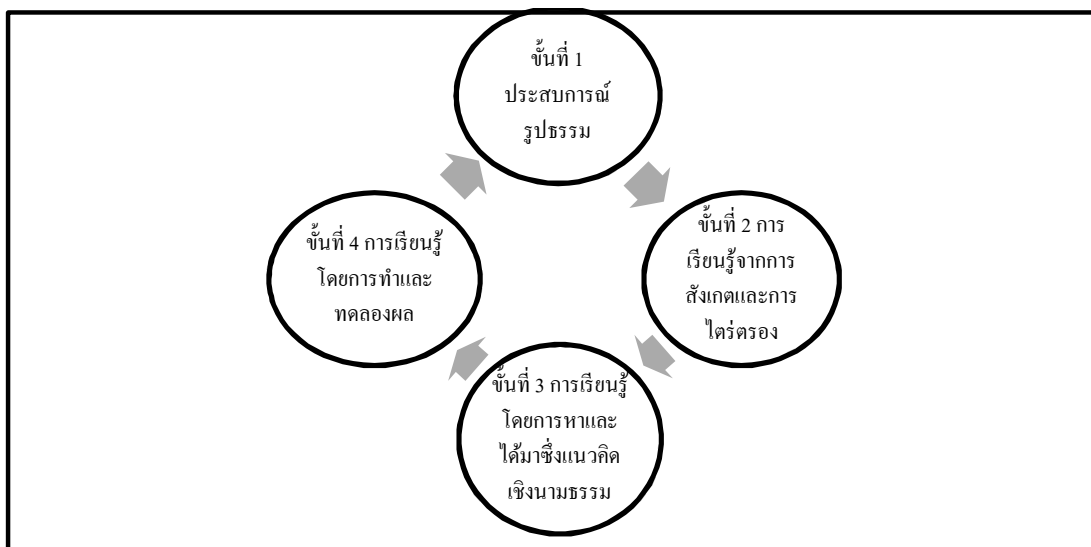 ขั้นที่ 1
ประสบการณ์
รูปธรรม
ขั้นที่ 2 การ
เรียนรู้จากการ
สังเกตและการ
ไตร่ตรอง
ขั้นที่ 3 การเรียนรู้
โดยการหาและ
ได้มาซึ่งแนวคิด
เชิงนามธรรม
ขั้นที่ 4 การเรียนรู้
โดยการทำและ
ทดลองผล